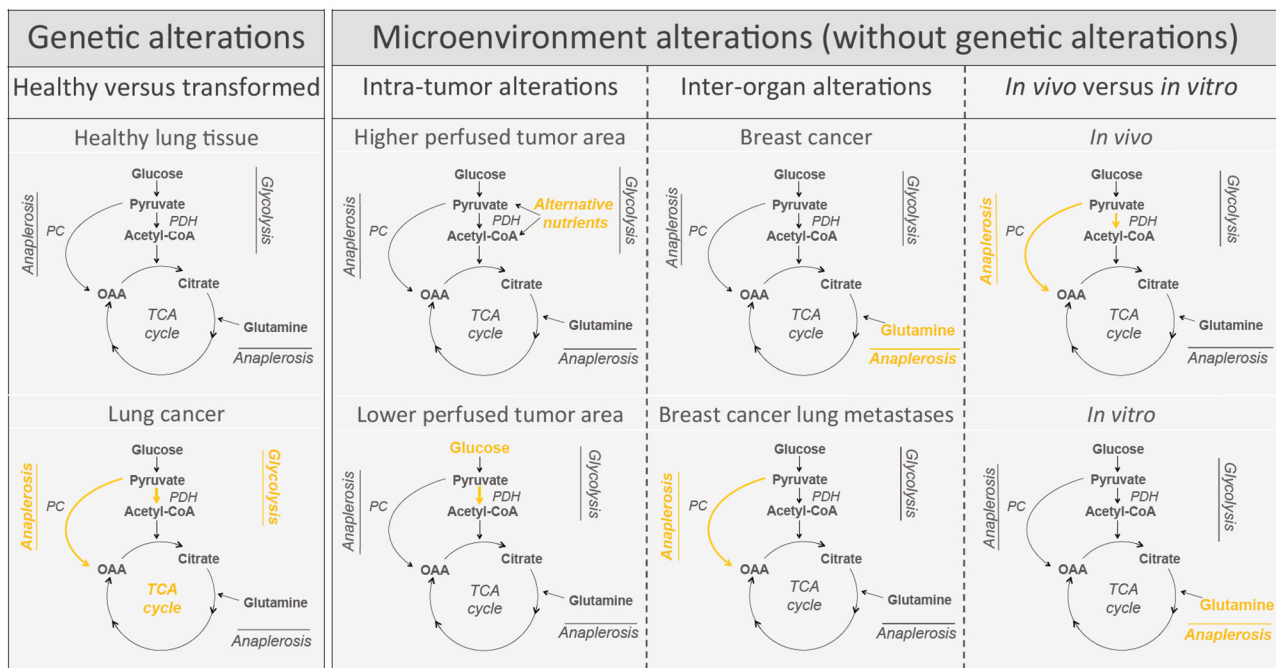 Genetic alterations
Microenvironment alterations (without genetic alterations)
Healthy versus transformed
Intra-tumor alterations
Inter-organ alterations
In vivo versus in vitro
Healthy lung tissue
Glucose
Pyruvate
PDH
Acetyl-CoA
PC
Anaplerosis
Glycolysis
OAA
Citrate
TCA
cycle
Glutamine
Anaplerosis
Higher perfused tumor area
Glucose
Pyruvate
Alternative
nutrients
PDH
Acetyl-CoA
PC
Anaplerosis
Glycolysis
OAA
Citrate
TCA
cycle
Glutamine
Anaplerosis
Breast cancer
Glucose
Pyruvate
PDH
Acetyl-CoA
PC
Anaplerosis
Glycolysis
OAA
Citrate
TCA
cycle
Glutamine
Anaplerosis
In vivo
Glucose
Pyruvate
PDH
Acetyl-CoA
PC
Anaplerosis
Glycolysis
OAA
Citrate
TCA
cycle
Glutamine
Anaplerosis
Lung cancer
Glucose
Pyruvate
PDH
Acetyl-CoA
PC
Anaplerosis
Glycolysis
OAA
Citrate
TCA
cycle
Glutamine
Anaplerosis
Lower perfused tumor area
Glucose
Pyruvate
PDH
Acetyl-CoA
PC
Anaplerosis
Glycolysis
OAA
Citrate
TCA
cycle
Glutamine
Anaplerosis
Breast cancer lung metastases
Glucose
Pyruvate
PDH
Acetyl-CoA
PC
Anaplerosis
Glycolysis
OAA
Citrate
TCA
cycle
Glutamine
Anaplerosis
In vitro
Glucose
Pyruvate
PDH
Acetyl-CoA
PC
Anaplerosis
Glycolysis
OAA
Citrate
TCA
cycle
Glutamine
Anaplerosis